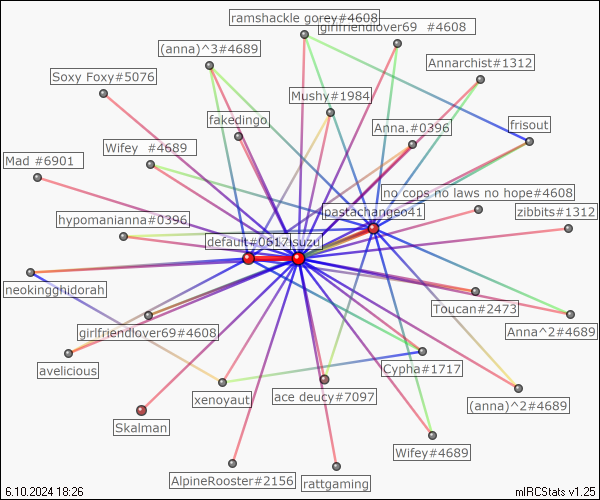 ramshackle gorey#4608
girlfriendlover69 #4608
(anna)^3#4689
Annarchist#1312
Soxy Foxy#5076
Mushy#1984
fakedingo
Anna.#0396
frisout
Wifey #4689
Mad #6901
no cops no laws no hope#4608
pastachangeo41
zibbits#1312
hypomanianna#0396
default#0617
suzu
neokingghidorah
Toucan#2473
Anna^2#4689
girlfriendlover69#4608
avelicious
Cypha#1717
xenoyaut
ace deucy#7097
(anna)^2#4689
Skalman
Wifey#4689
AlpineRooster#2156
rattgaming
6.10.2024 18:26
mIRCStats v1.25